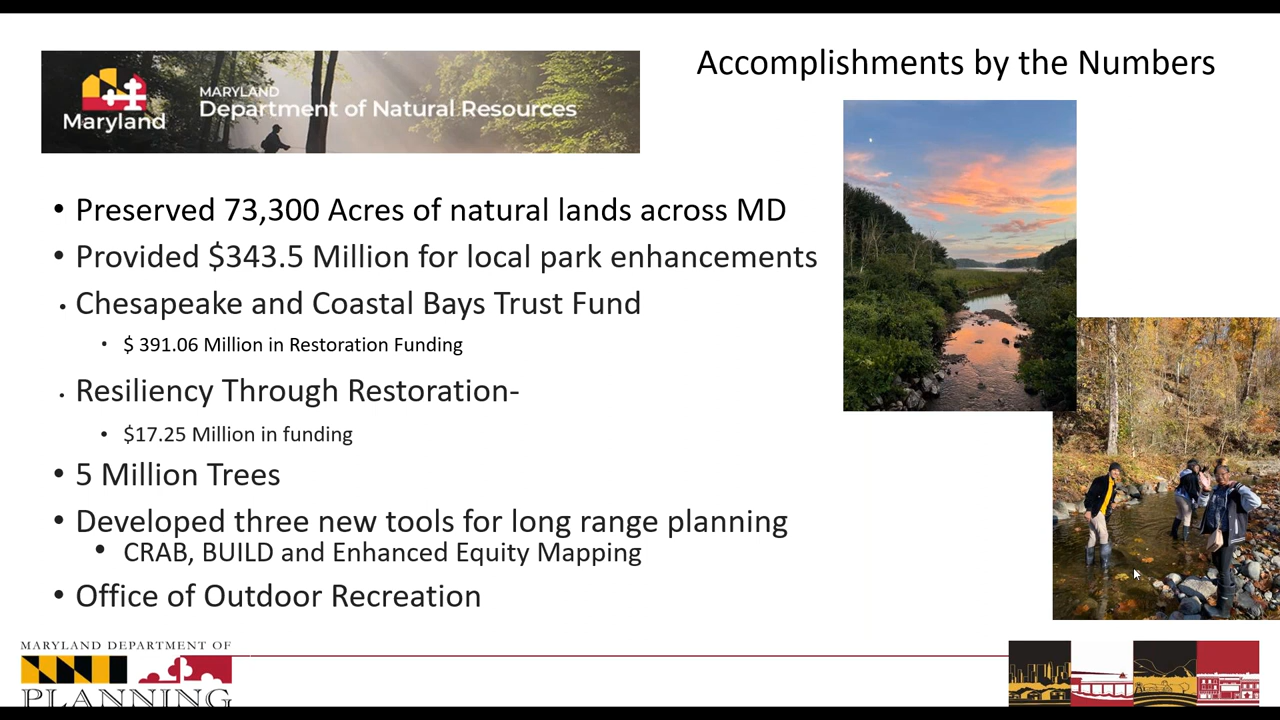 Accomplishments by the Numbers
Maryland
MARYLAND
Department of Natural Resources
• Preserved 73,300 Acres of natural lands across MD
• Provided $343.5 Million for local park enhancements
• Chesapeake and Coastal Bays Trust Fund
• $ 391.06 Million in Restoration Funding
• Resiliency Through Restoration-
• $17.25 Million in funding
• 5 Million Trees
• Developed three new tools for long range planning
• CRAB, BUILD and Enhanced Equity Mapping
• Office of Outdoor Recreation
MARYLAND DEPARTMENT OF
PLANNING